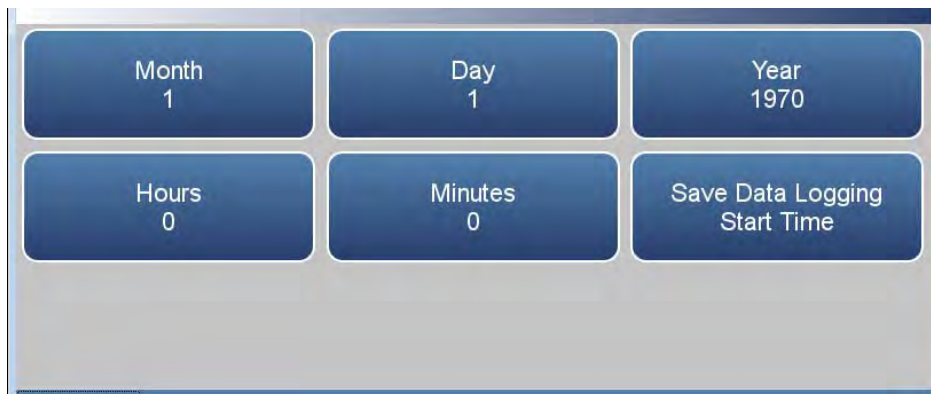 Month
1
Day
1
Year
1970
Hours
0
Minutes
0
Save Data Logging
Start Time